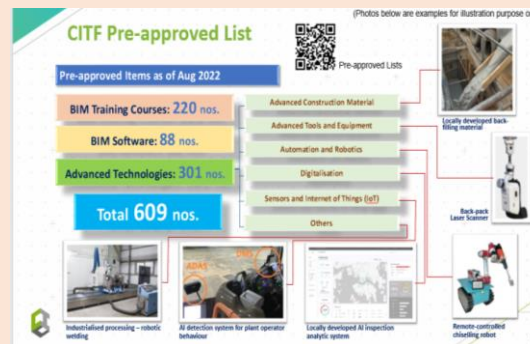 (Photos below are examples for illustration purpose o
CITF Pre-approved List
Pre-approved Lists
Pre-approved Items as of Aug 2022
BIM Training Courses: 220 nos.
BIM Software: 88 nos.
Advanced Technologies: 301 nos.
Total 609 nos.
Advanced Construction Material
Advanced Tools and Equipment
Automation and Robotics
Digitalisation
Sensors and Internet of Things (IoT)
Others
Locally developed back-
filling material
Back-pack
Laser Scanner
Remote-controlled
chiselling robot
ADAS
DMS
Industrialised processing – robotic
welding
AI detection system for plant operator
behaviour
Locally developed AI inspection
analytic system